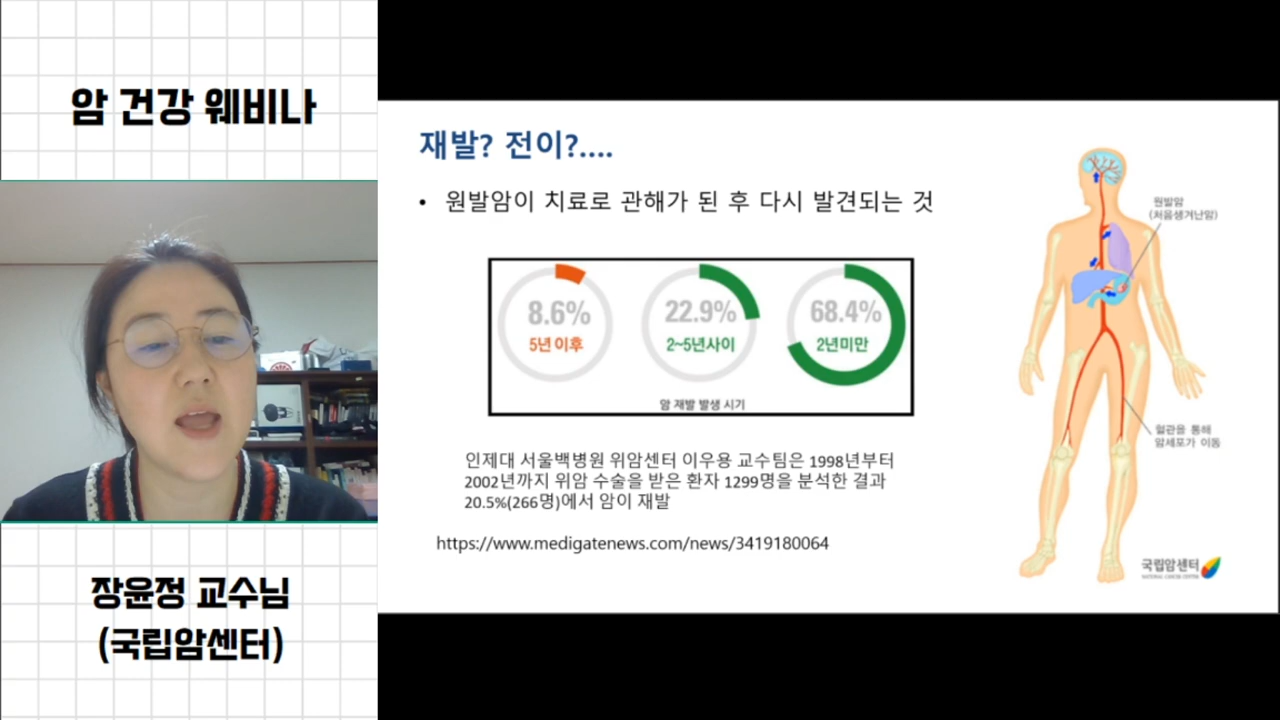 암 건강 웨비나
장윤정 교수님
(국립암센터)
재발? 전이?....
• 원발암이 치료로 관해가 된 후 다시 발견되는 것
8.6%
5년 이후
22.9%
2~5년사이
68.4%
2년미만
암 재발 발생 시기
인제대 서울백병원 위암센터 이우용 교수팀은 1998년부터
2002년까지 위암 수술을 받은 환자 1299명을 분석한 결과
20.5%(266명)에서 암이 재발
https://www.medigatenews.com/news/3419180064
원발암
(처음생겨난암)
혈관을 통해
암세포가 이동
국립암센터
NATIONAL CANCER CENTER